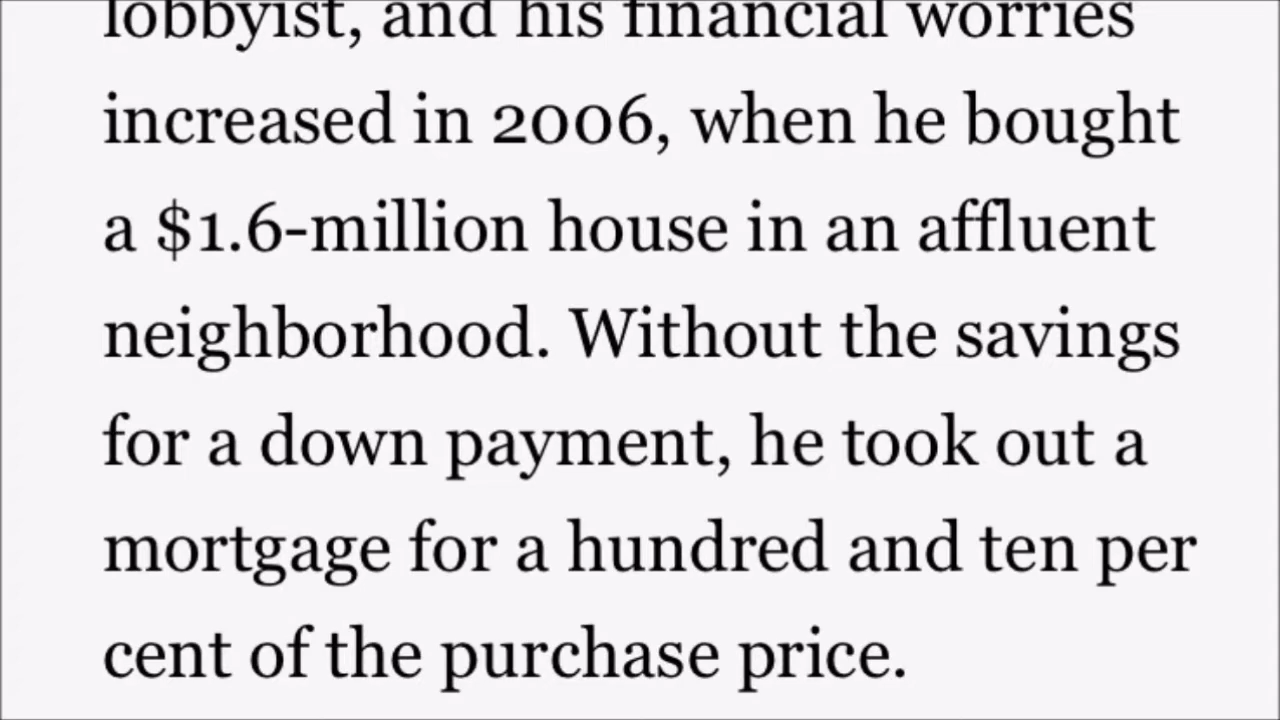 lobbyist, and his financial worries
increased in 2006, when he bought
a $1.6-million house in an affluent
neighborhood. Without the savings
for a down payment, he took out a
mortgage for a hundred and ten per
cent of the purchase price.